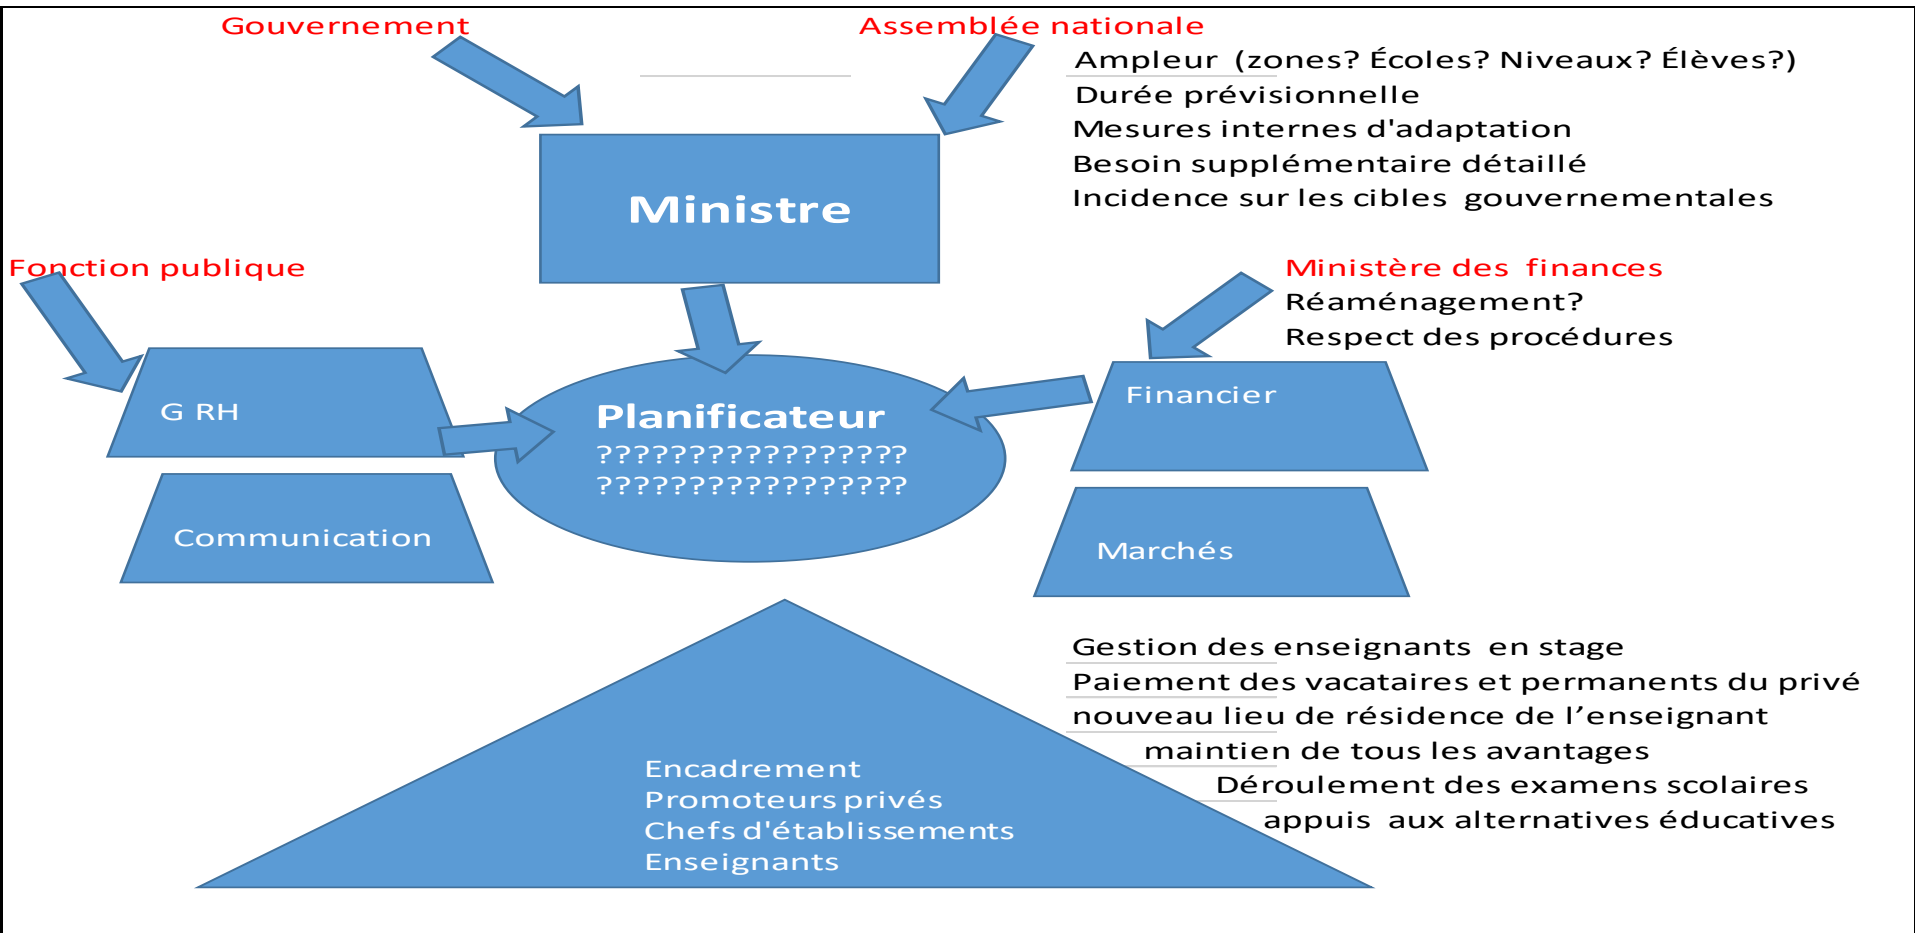 Gouvernement
Assemblée nationale
Ampleur (zones? Écoles? Niveaux? Élèves?)
Durée prévisionnelle
Mesures internes d'adaptation
Besoin supplémentaire détaillé
Incidence sur les cibles gouvernementales
Ministre
Fonction publique
Ministère des finances
Réaménagement?
Respect des procédures
G RH
Financier
Planificateur
?????????????????
?????????????????
Communication
Marchés
Gestion des enseignants en stage
Paiement des vacataires et permanents du privé
nouveau lieu de résidence de l’enseignant
maintien de tous les avantages
Déroulement des examens scolaires
appuis aux alternatives éducatives
Encadrement
Promoteurs privés
Chefs d'établissements
Enseignants